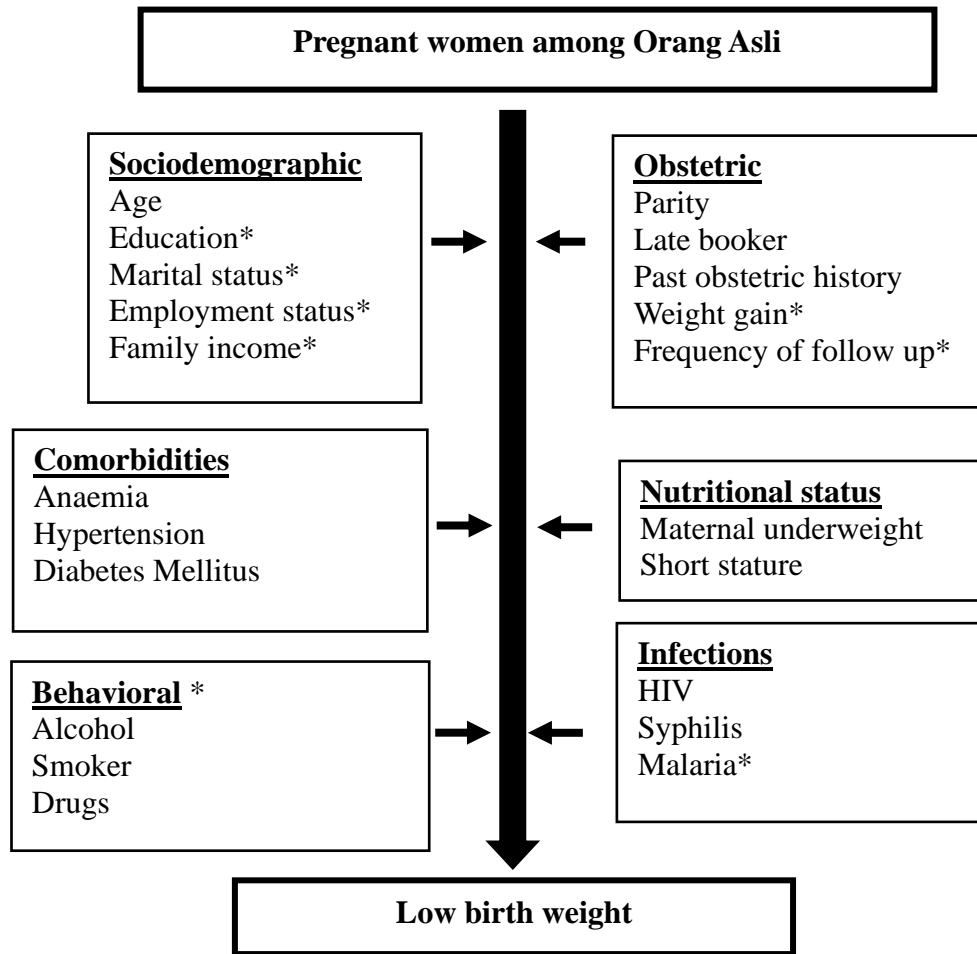 Pregnant women among Orang Asli
Sociodemographic
Age
Education*
Marital status*
Employment status*
Family income*
Obstetric
Parity
Late booker
Past obstetric history
Weight gain*
Frequency of follow up*
Comorbidities
Anaemia
Hypertension
Diabetes Mellitus
Nutritional status
Maternal underweight
Short stature
Behavioral *
Alcohol
Smoker
Drugs
Infections
HIV
Syphilis
Malaria*
Low birth weight